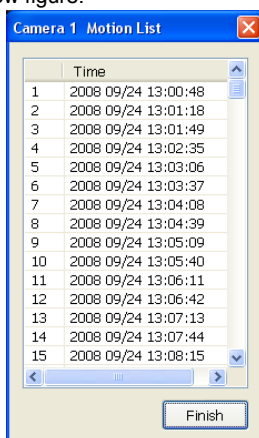 ow figure.
Camera 1 Motion List
Time
1 2008 09/24 13:00:48
2 2008 09/24 13:01:18
3 2008 09/24 13:01:49
4 2008 09/24 13:02:35
5 2008 09/24 13:03:06
6 2008 09/24 13:03:37
7 2008 09/24 13:04:08
8 2008 09/24 13:04:39
9 2008 09/24 13:05:09
10 2008 09/24 13:05:40
11 2008 09/24 13:06:11
12 2008 09/24 13:06:42
13 2008 09/24 13:07:13
14 2008 09/24 13:07:44
15 2008 09/24 13:08:15
Finish